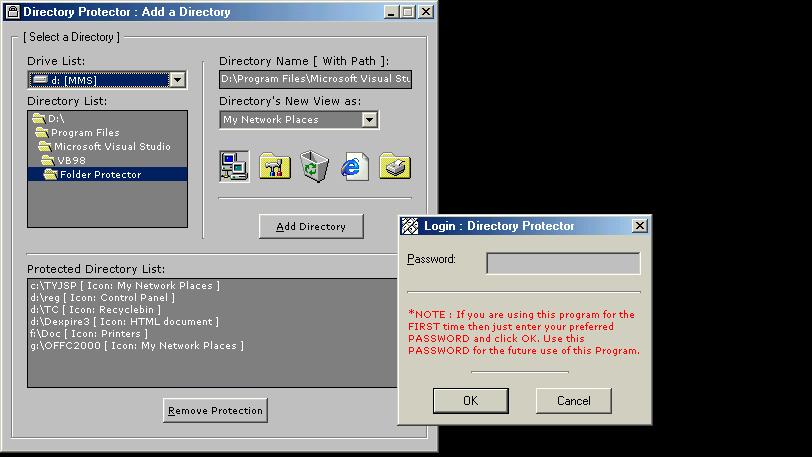 Directory Protector : Add a Directory
[ Select a Directory ]
Drive List:
d: [MMS]
Directory List:
D:\
Program Files
Microsoft Visual Studio
VB98
Folder Protector
Directory Name [ With Path ]:
D:\Program Files\Microsoft Visual Stu
Directory's New View as:
My Network Places
Add Directory
Protected Directory List:
c:\TYJSP [ Icon: My Network Places ]
d:\reg [ Icon: Control Panel ]
d:\TC [ Icon: Recyclebin ]
d:\Dexpire3 [ Icon: HTML document ]
f:\Doc [ Icon: Printers ]
g:\OFFC2000 [ Icon: My Network Places ]
Remove Protection
Login : Directory Protector
Password:
*NOTE : If you are using this program for the
FIRST time then just enter your preferred
PASSWORD and click OK. Use this
PASSWORD for the future use of this Program.
OK
Cancel